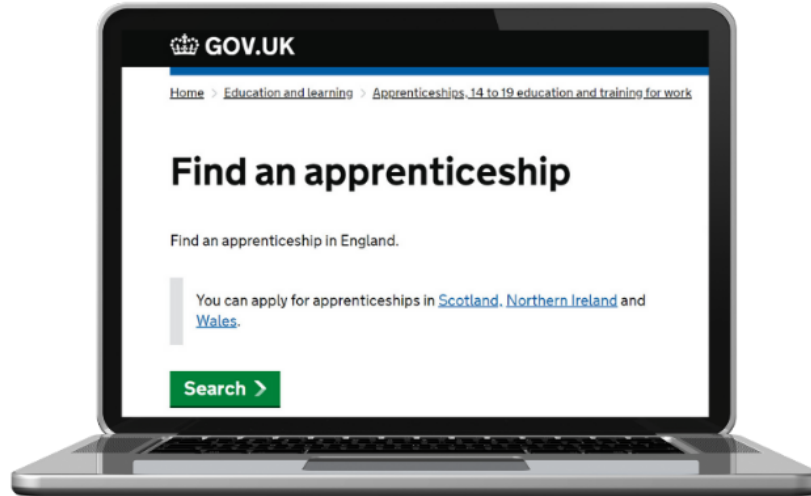 GOV.UK
Home > Education and learning > Apprenticeships, 14 to 19 education and training for work
Find an apprenticeship
Find an apprenticeship in England.
You can apply for apprenticeships in Scotland, Northern Ireland and
Wales.
Search >